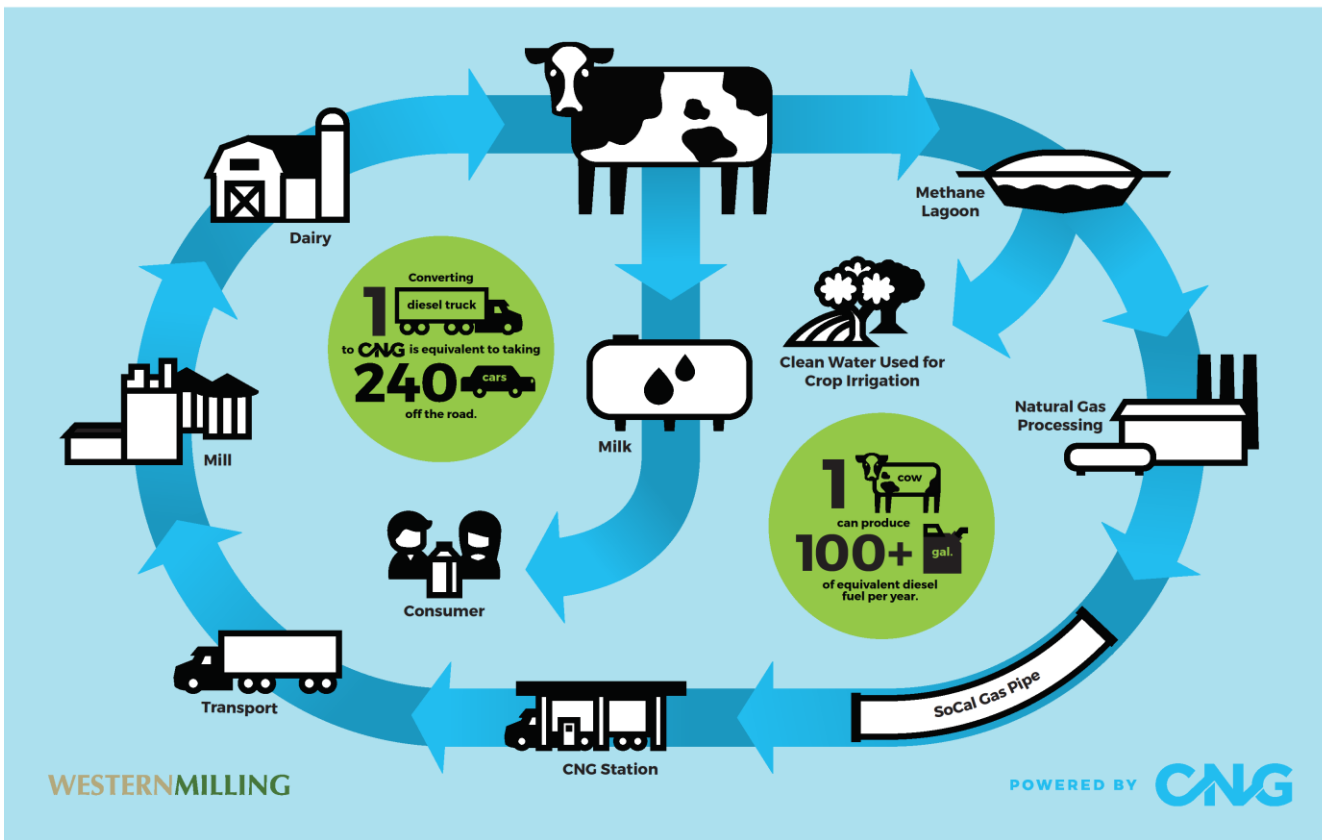 Dairy
Methane
Lagoon
Converting
1 diesel truck
to CNG is equivalent to taking
240 cars
off the road.
Clean Water Used for
Crop Irrigation
Mill
Milk
Natural Gas
Processing
1 cow
can produce
100+ gal.
of equivalent diesel
fuel per year.
Consumer
Transport
CNG Station
SoCal Gas Pipe
WESTERNMILLING
POWERED BY CNG